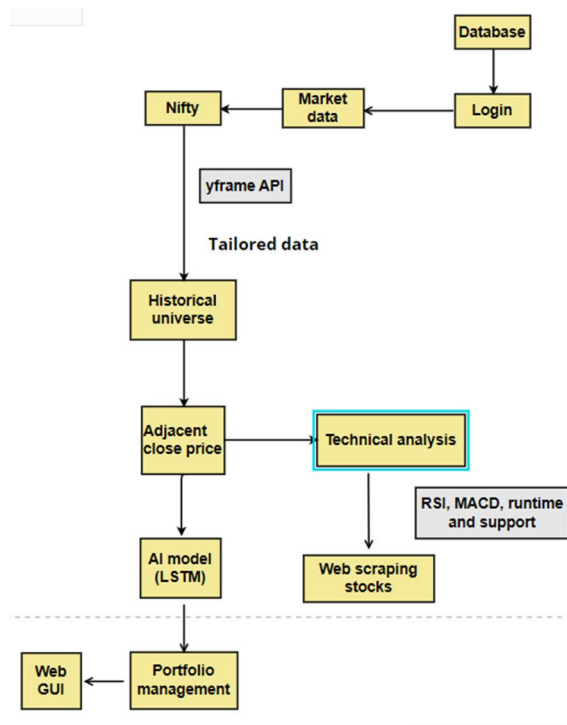 Database
Nifty
Market
data
Login
yframe API
Tailored data
Historical
universe
Adjacent
close price
Technical analysis
RSI, MACD, runtime
and support
AI model
(LSTM)
Web scraping
stocks
Web
GUI
Portfolio
management